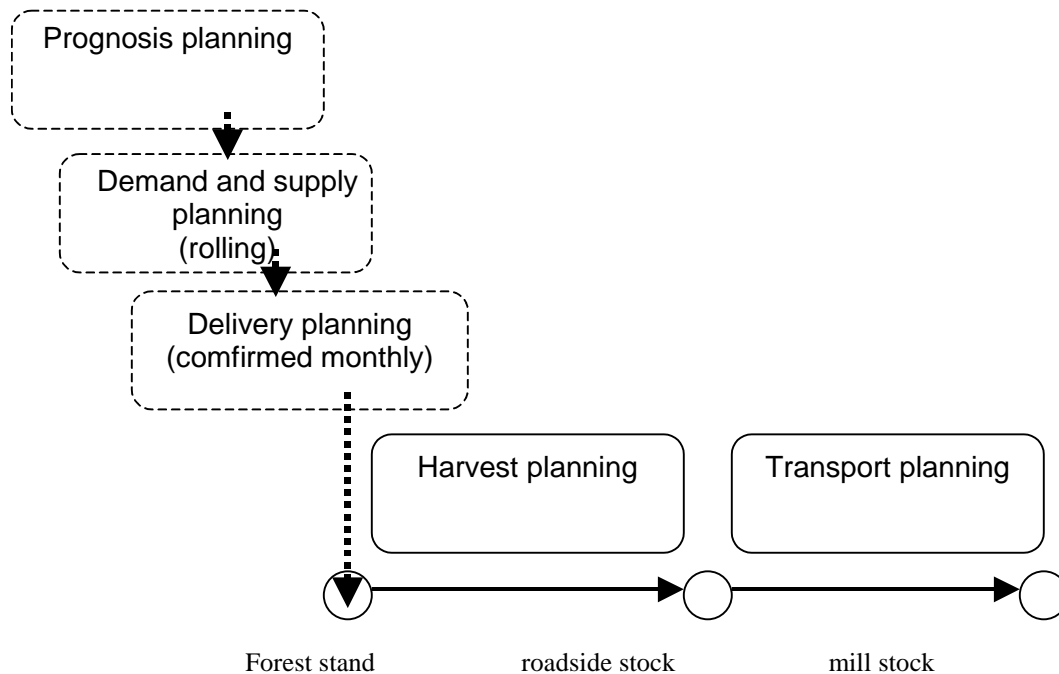 Prognosis planning
Demand and supply
planning
(rolling)
Delivery planning
(comfirmed monthly)
Harvest planning
Transport planning
Forest stand
roadside stock
mill stock